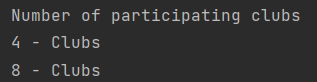 Number of participating clubs
4 - Clubs
8 - Clubs